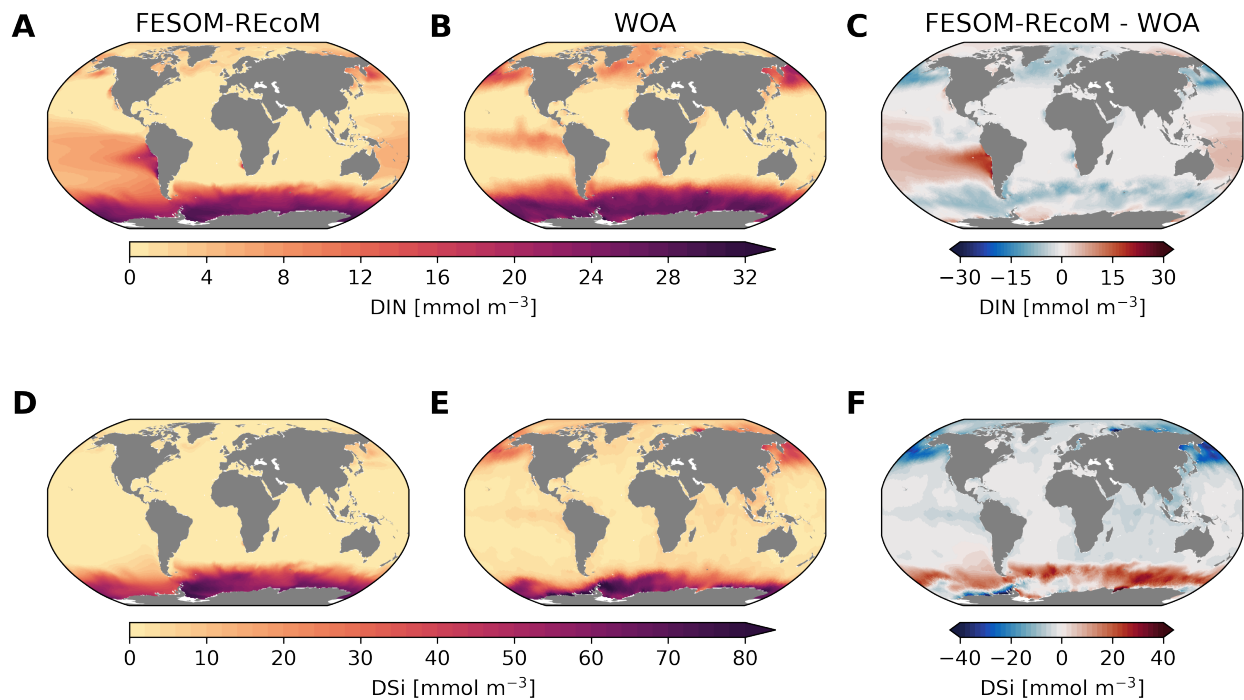 A FESOM-REcoM B WOA C FESOM-REcoM - WOA
0 4 8 12 16 20 24 28 32 −30 −15 0 15 30
DIN [mmol m⁻³] DIN [mmol m⁻³]
D E F
0 10 20 30 40 50 60 70 80 −40 −20 0 20 40
DSi [mmol m⁻³] DSi [mmol m⁻³]